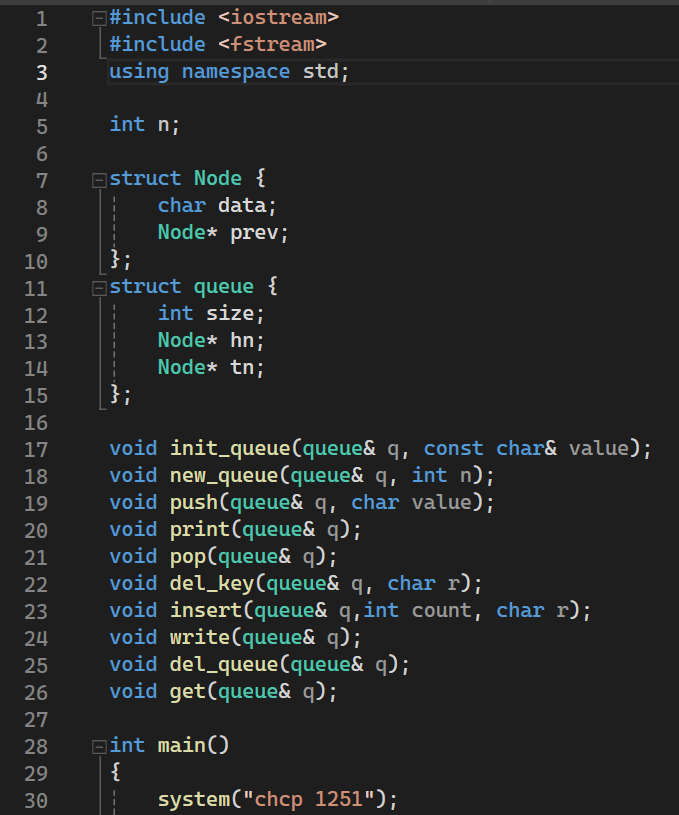 1 #include <iostream>
2 #include <fstream>
3 using namespace std;
4
5 int n;
6
7 struct Node {
8 char data;
9 Node* prev;
10 };
11 struct queue {
12 int size;
13 Node* hn;
14 Node* tn;
15 };
16
17 void init_queue(queue& q, const char& value);
18 void new_queue(queue& q, int n);
19 void push(queue& q, char value);
20 void print(queue& q);
21 void pop(queue& q);
22 void del_key(queue& q, char r);
23 void insert(queue& q,int count, char r);
24 void write(queue& q);
25 void del_queue(queue& q);
26 void get(queue& q);
27
28 int main()
29 {
30 system("chcp 1251");